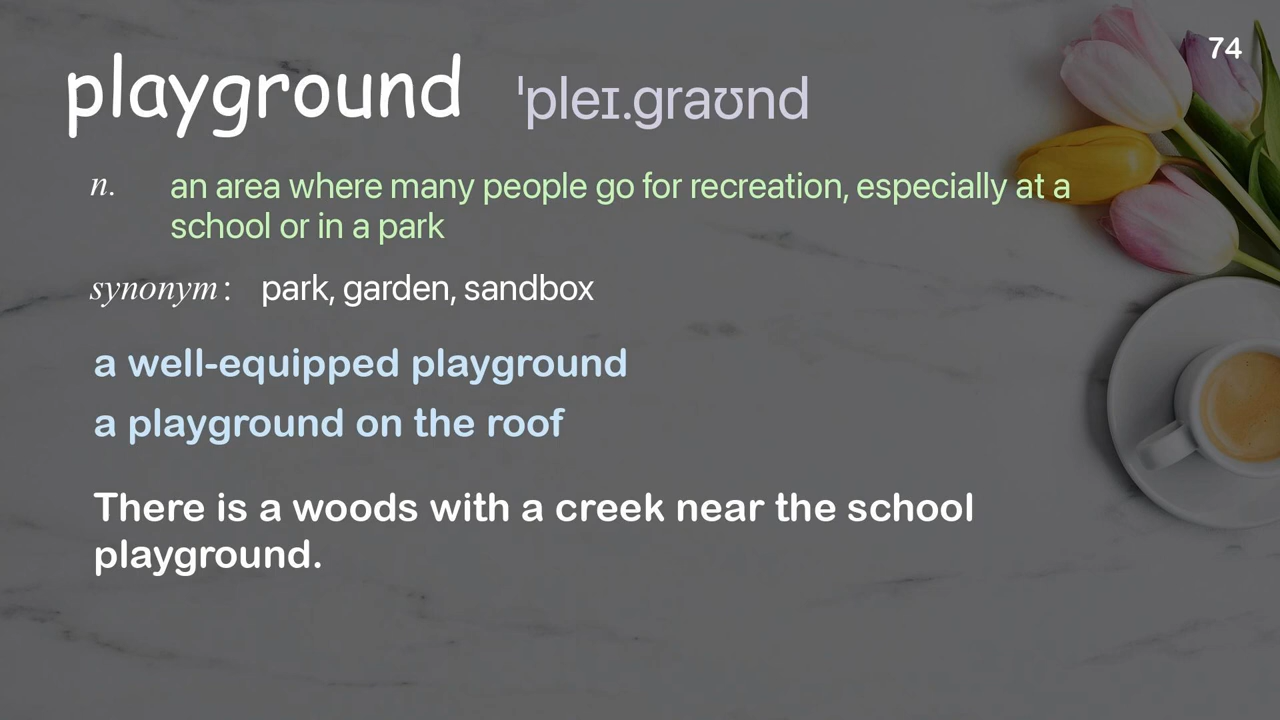 74
playground ˈpleɪ.graʊnd
n. an area where many people go for recreation, especially at a
school or in a park
synonym: park, garden, sandbox
a well-equipped playground
a playground on the roof
There is a woods with a creek near the school
playground.